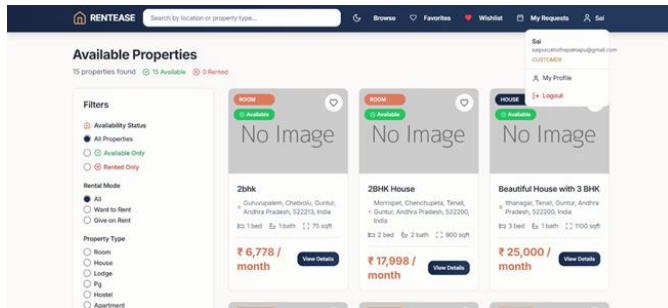 RENTEASE
Search by location or property type...
Browse
Favorites
Wishlist
My Requests
Sai
Sai
CUSTOMER
My Profile
Logout
Available Properties
15 properties found 15 Available 0 Rented
Filters
Availability Status
All Properties
Available Only
Rented Only
Rental Mode
All
Want to Rent
Give on Rent
Property Type
Room
House
Lodge
Pg
Hostel
Apartment
ROOM
Available
No Image
2bhk
Guruvupalem, Chebrolu, Guntur,
Andhra Pradesh, 522213, India
1 bed 1 bath 75 sqft
₹ 6,778 /
month
View Details
ROOM
Available
No Image
2BHK House
Morrispet, Chenchupeta, Tenali,
Guntur, Andhra Pradesh, 522200,
India
2 bed 2 bath 900 sqft
₹ 17,998 /
month
View Details
HOUSE
Available
No Image
Beautiful House with 3 BHK
Ithanagar, Tenali, Guntur, Andhra
Pradesh, 522200, India
3 bed 1 bath 1100 sqft
₹ 25,000 /
month
View Details